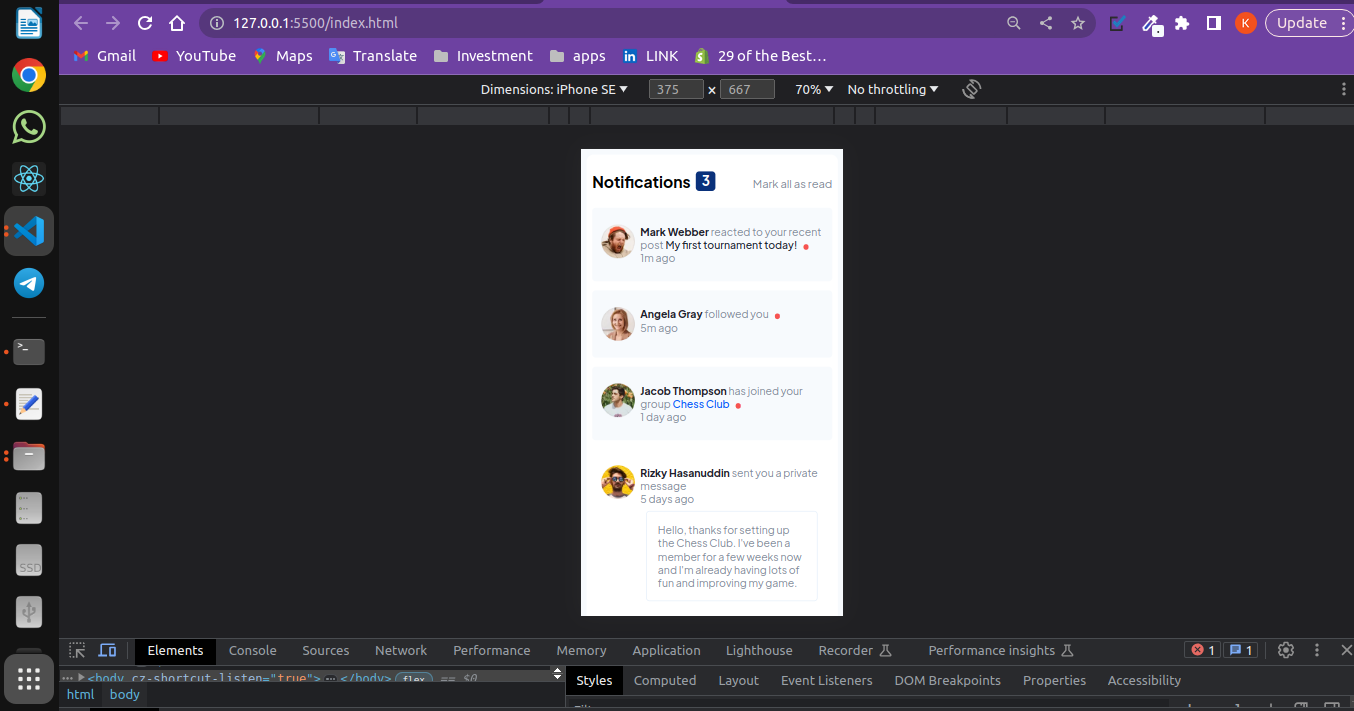 127.0.0.1:5500/index.html
K
Update
Gmail
YouTube
Maps
Translate
Investment
apps
LINK
29 of the Best…
Dimensions: iPhone SE
375
×
667
70%
No throttling
Notifications 3
Mark all as read
Mark Webber reacted to your recent
post My first tournament today!
1m ago
Angela Gray followed you
5m ago
Jacob Thompson has joined your
group Chess Club
1 day ago
Rizky Hasanuddin sent you a private
message
5 days ago
Hello, thanks for setting up
the Chess Club. I've been a
member for a few weeks now
and I'm already having lots of
fun and improving my game.
SSD
Elements
Console
Sources
Network
Performance
Memory
Application
Lighthouse
Recorder
Performance insights
1
1
<body cz-shortcut-listen="true"> … </body> flex == $0
html
body
Styles
Computed
Layout
Event Listeners
DOM Breakpoints
Properties
Accessibility